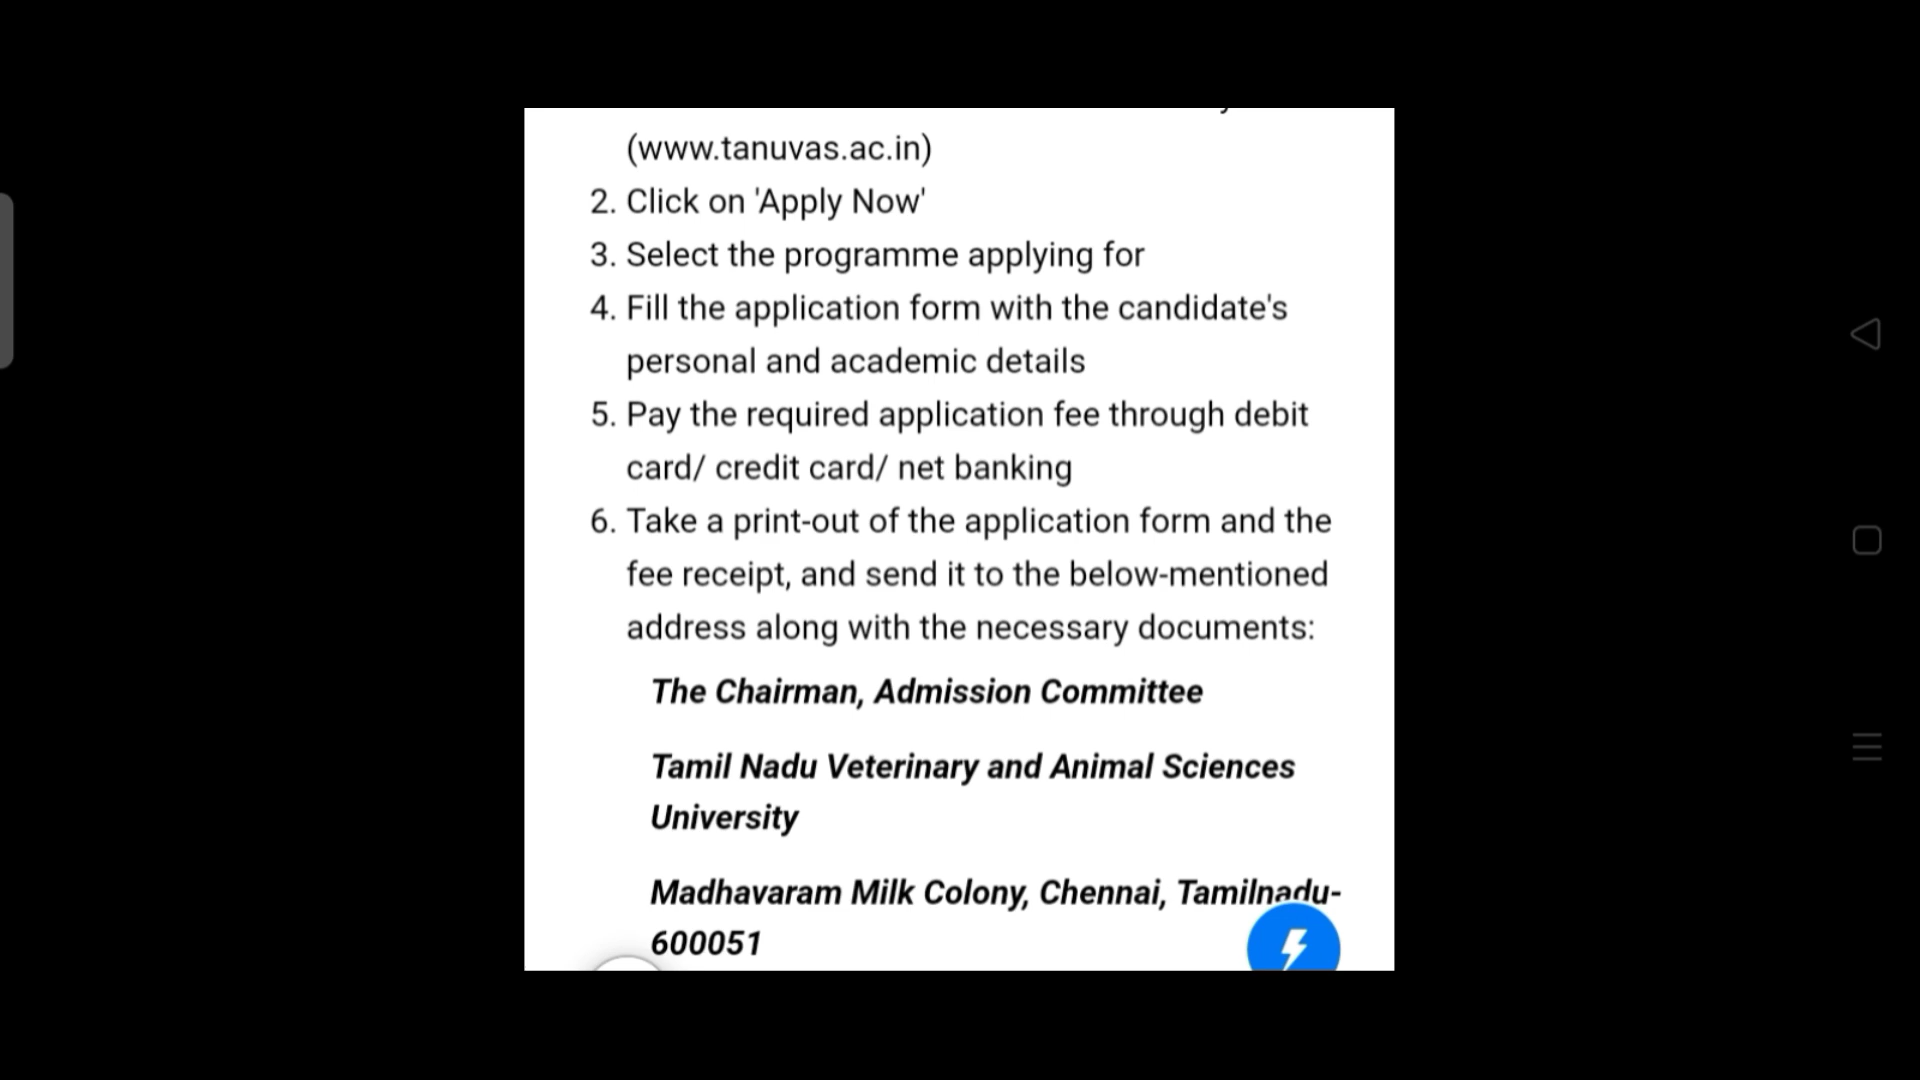 (www.tanuvas.ac.in)
2. Click on 'Apply Now'
3. Select the programme applying for
4. Fill the application form with the candidate's
personal and academic details
5. Pay the required application fee through debit
card/ credit card/ net banking
6. Take a print-out of the application form and the
fee receipt, and send it to the below-mentioned
address along with the necessary documents:
The Chairman, Admission Committee
Tamil Nadu Veterinary and Animal Sciences
University
Madhavaram Milk Colony, Chennai, Tamilnadu-
600051